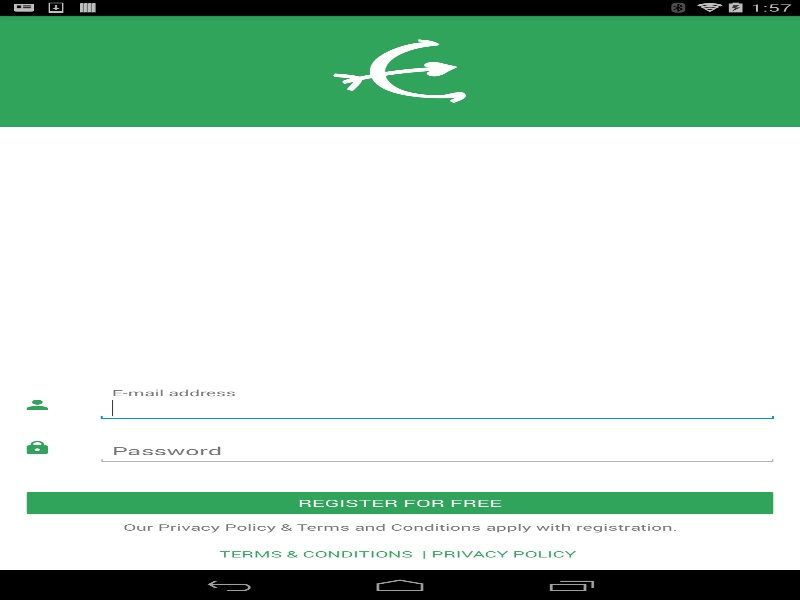 1:57
E-mail address
Password
REGISTER FOR FREE
Our Privacy Policy & Terms and Conditions apply with registration.
TERMS & CONDITIONS | PRIVACY POLICY